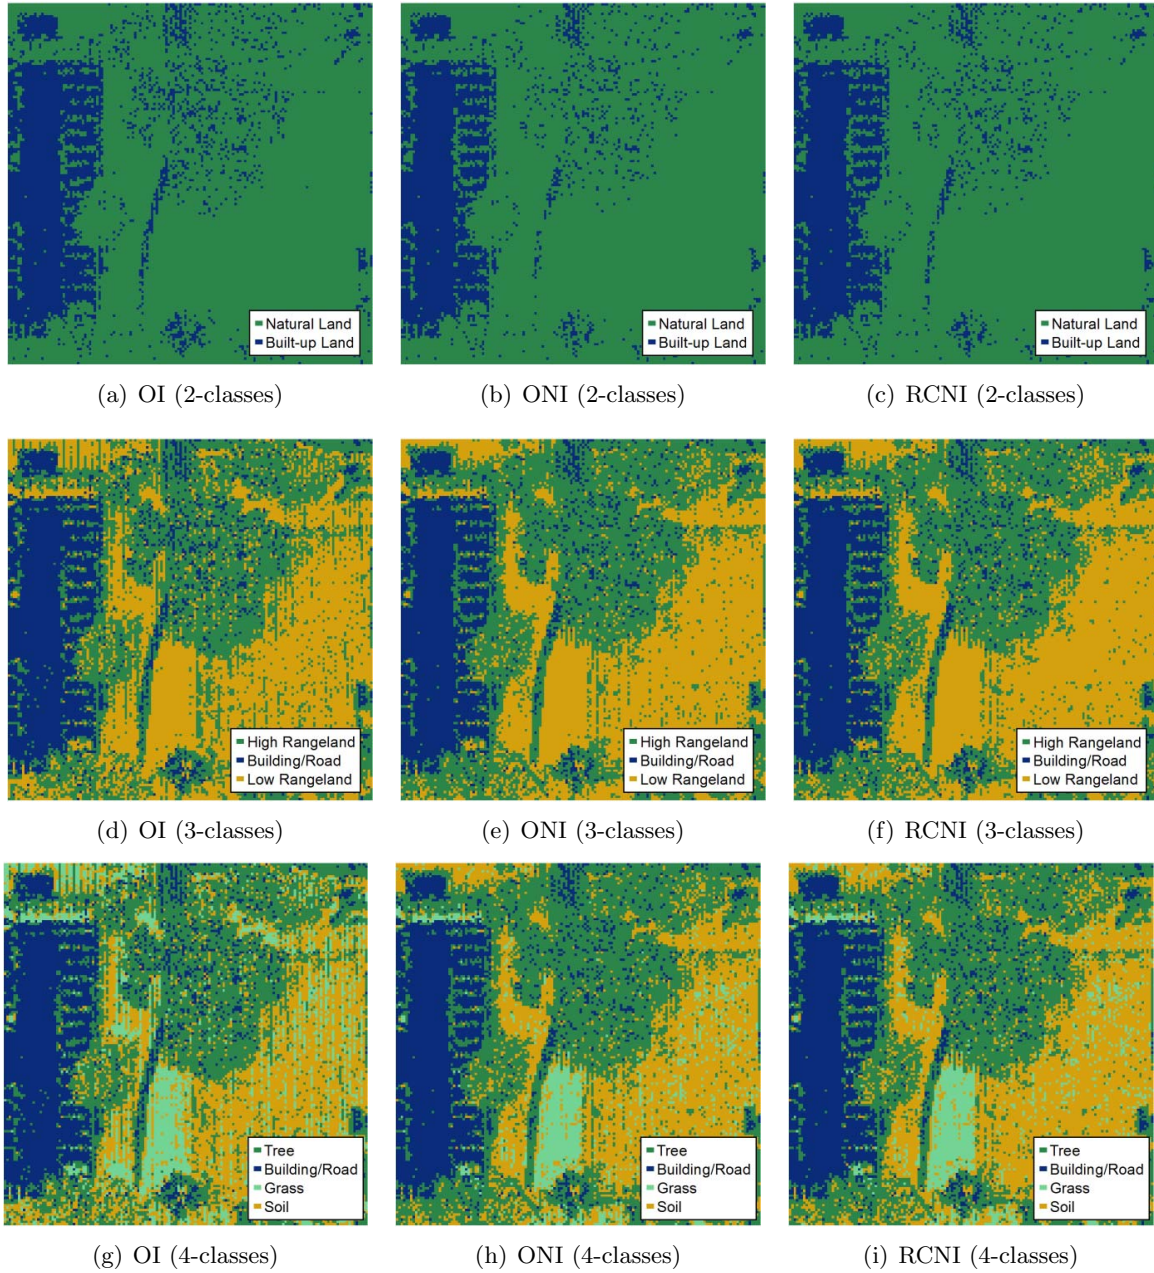 Natural Land
Built-up Land
Natural Land
Built-up Land
Natural Land
Built-up Land
(a) OI (2-classes)
(b) ONI (2-classes)
(c) RCNI (2-classes)
High Rangeland
Building/Road
Low Rangeland
High Rangeland
Building/Road
Low Rangeland
High Rangeland
Building/Road
Low Rangeland
(d) OI (3-classes)
(e) ONI (3-classes)
(f) RCNI (3-classes)
Tree
Building/Road
Grass
Soil
Tree
Building/Road
Grass
Soil
Tree
Building/Road
Grass
Soil
(g) OI (4-classes)
(h) ONI (4-classes)
(i) RCNI (4-classes)